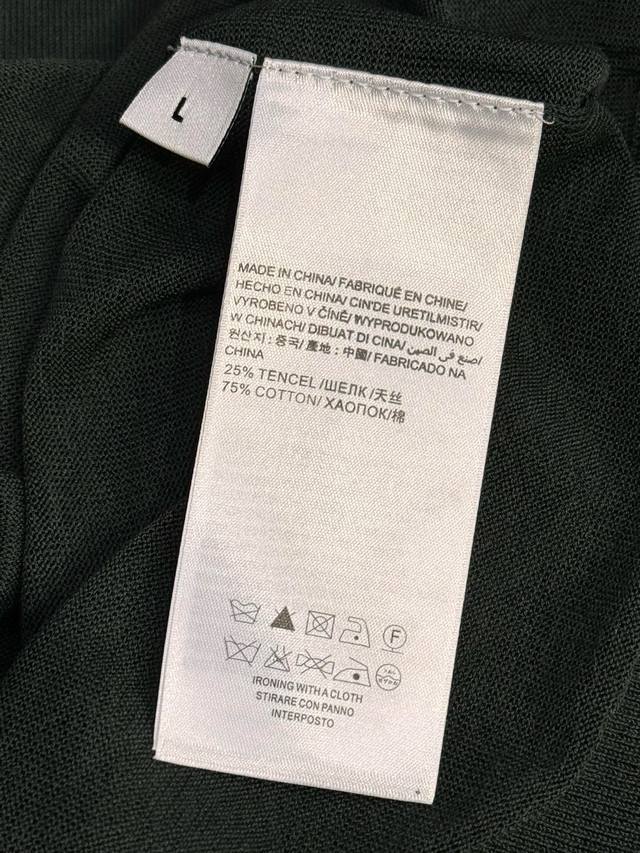 L
MADE IN CHINA/ FABRIQUÉ EN CHINE/
HECHO EN CHINA/ CIN'DE URETILMISTIR/
VYROBENO V ČÍNĚ/ WYPRODUKOWANO
W CHINACH/ DIBUAT DI CINA/ صنع في الصين/
원산지 : 중국/ 產地 : 中國/ FABRICADO NA
CHINA
25% TENCEL /ШЕЛК /天丝
75% COTTON/ ХАОПОК/棉
F
IRONING WITH A CLOTH
STIRARE CON PANNO
INTERPOSTO